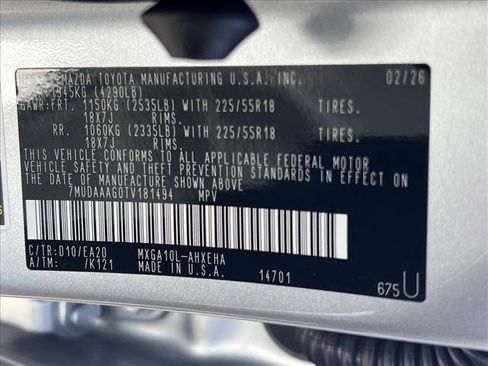 MAZDA TOYOTA MANUFACTURING U.S.A. INC. 02/26
(4290LB)
GAWR:FRT. 1150KG (2535LB) WITH 225/55R18 TIRES.
18X7J RIMS.
RR. 1060KG (2335LB) WITH 225/55R18 TIRES.
18X7J RIMS.
THIS VEHICLE CONFORMS TO ALL APPLICABLE FEDERAL MOTOR
VEHICLE SAFETY AND THEFT PREVENTION STANDARDS IN EFFECT ON
THE DATE OF MANUFACTURE SHOWN ABOVE.
7MUDAAAG0TV181494 MPV
C/TR:D10/EA20 MXGA10L-AHXEHA
A/TM: /K121 MADE IN U.S.A. 14701
675U